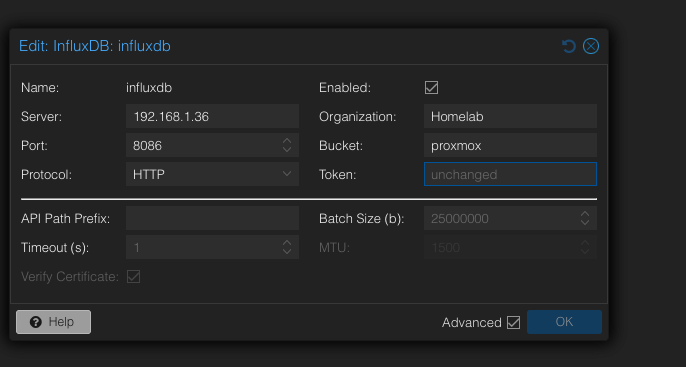 Edit: InfluxDB: influxdb
Name: influxdb Enabled:
Server: 192.168.1.36 Organization: Homelab
Port: 8086 Bucket: proxmox
Protocol: HTTP Token: unchanged
API Path Prefix: Batch Size (b): 25000000
Timeout (s): 1 MTU: 1500
Verify Certificate:
Help Advanced OK